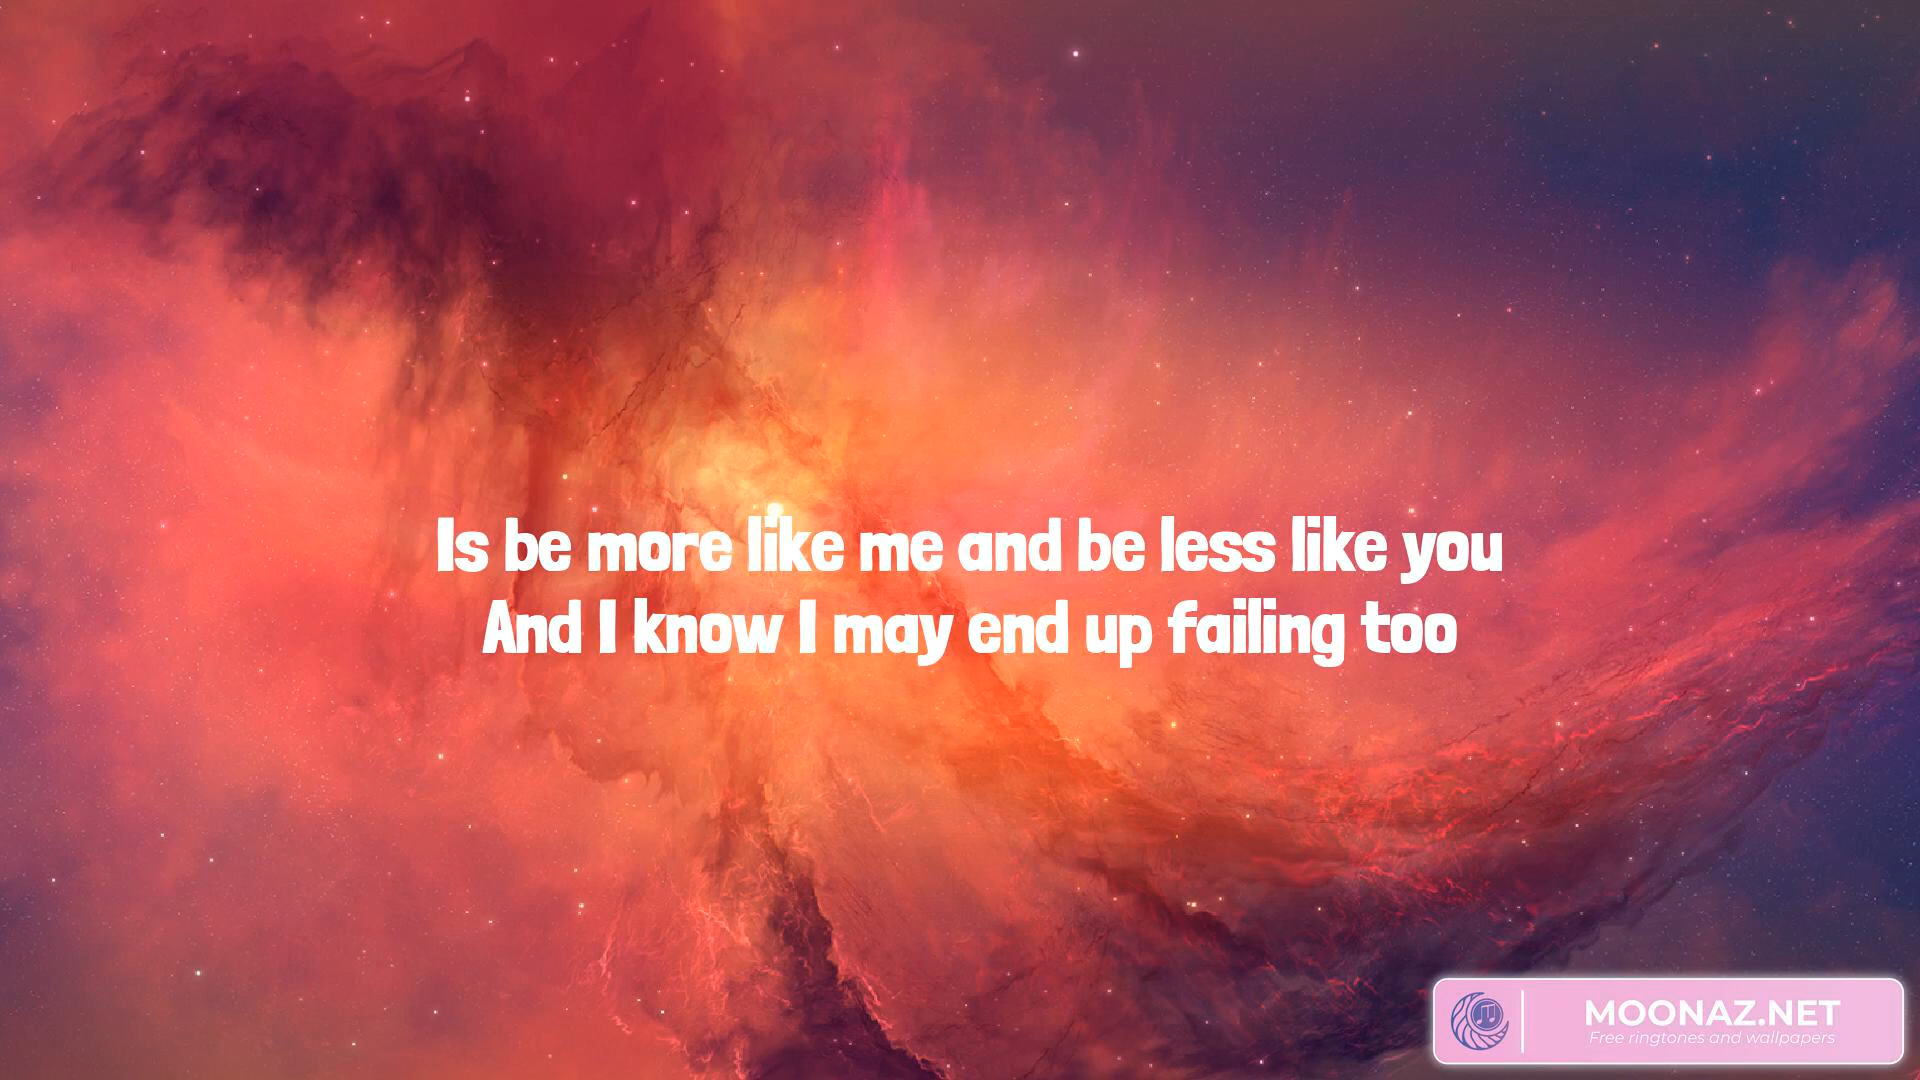 Is be more like me and be less like you
And I know I may end up failing too
MOONAZ.NET
Free ringtones and wallpapers